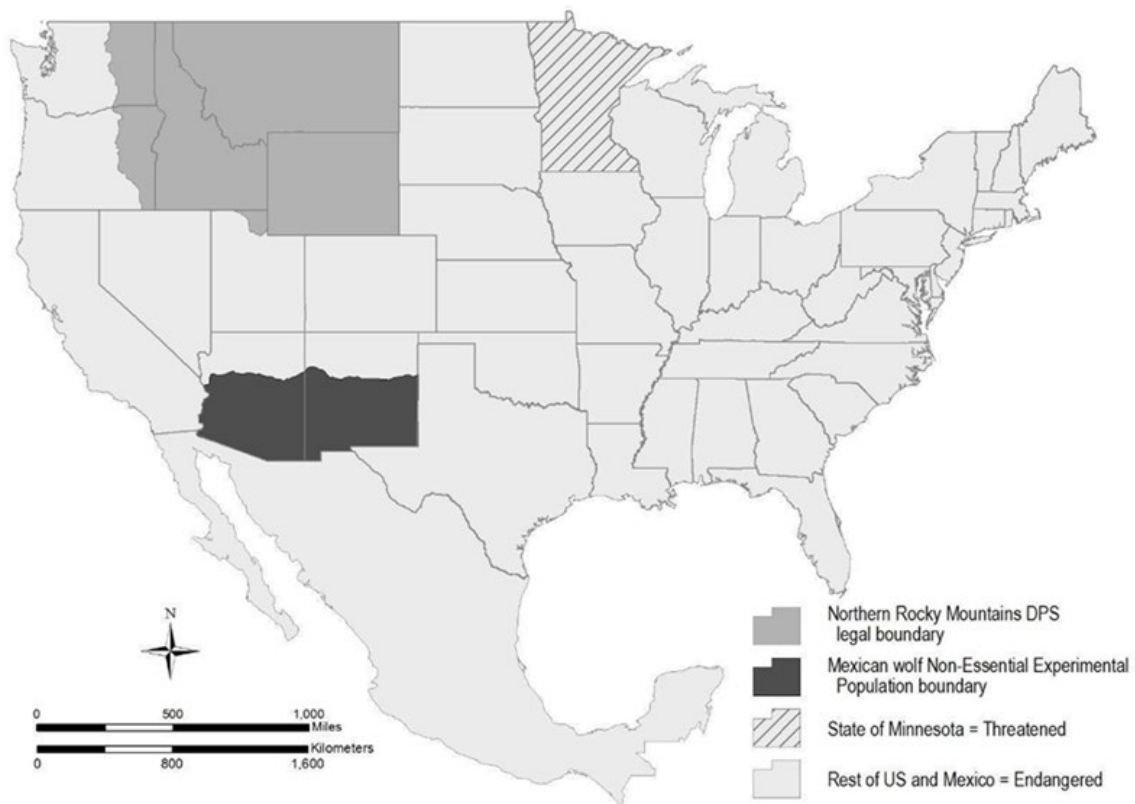 Northern Rocky Mountains DPS
legal boundary
Mexican wolf Non-Essential Experimental
Population boundary
State of Minnesota = Threatened
Rest of US and Mexico = Endangered
N
0 500 1,000
Miles
Kilometers
0 800 1,600